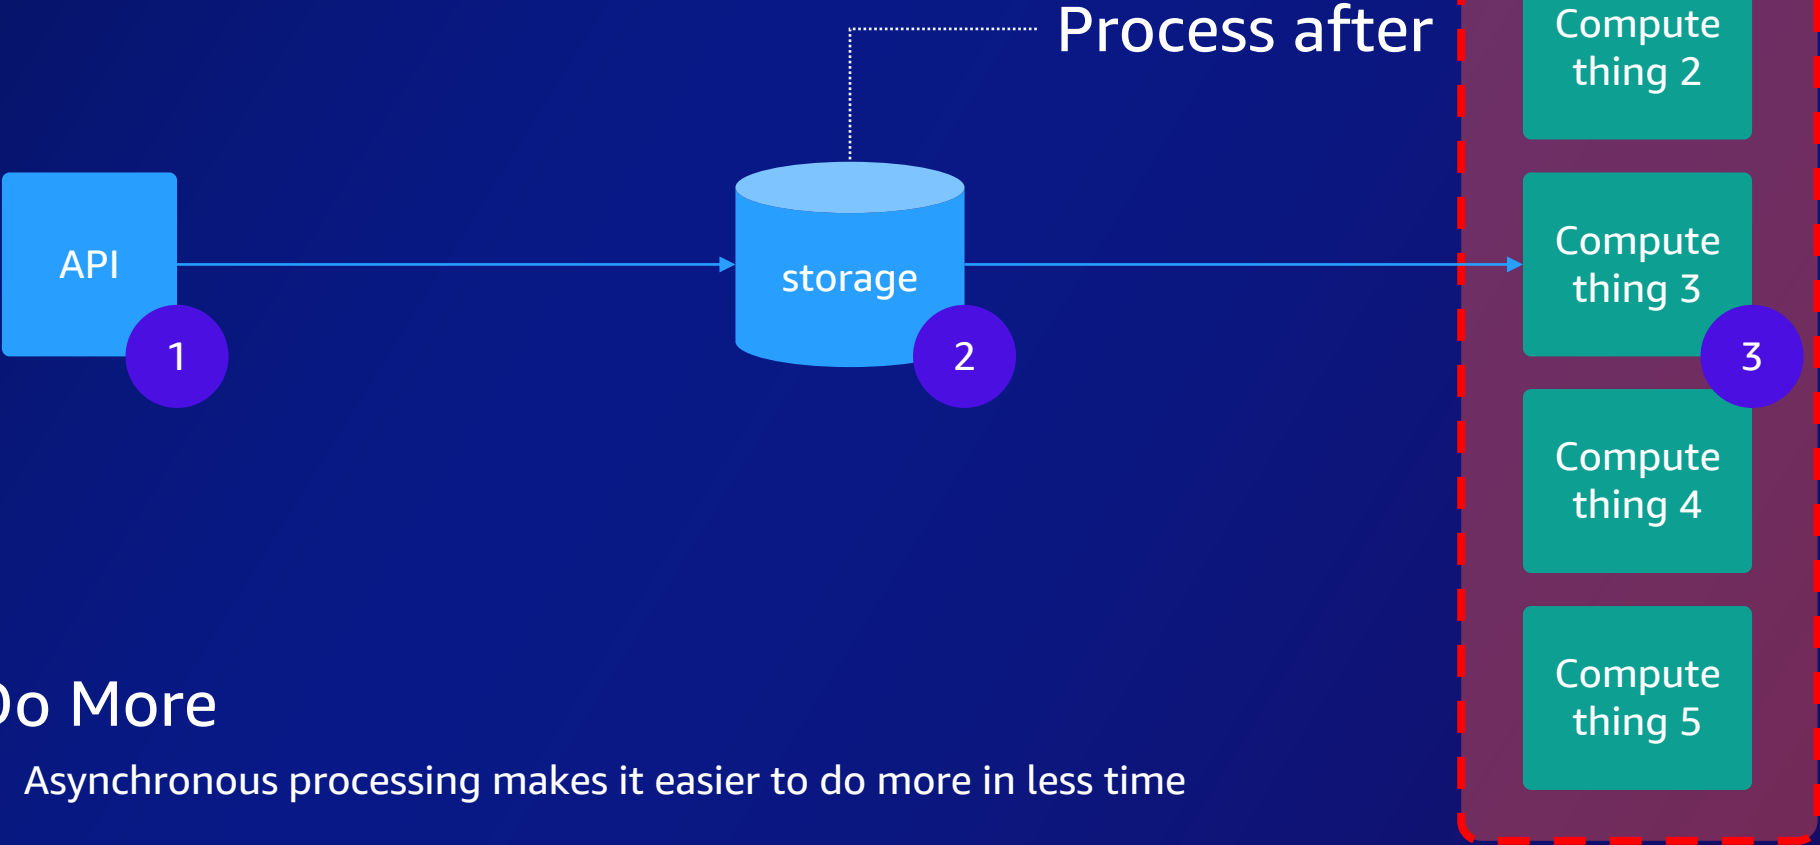 Process after
Compute
thing 2
API
1
storage
2
Compute
thing 3
3
Compute
thing 4
Compute
thing 5
Do More
Asynchronous processing makes it easier to do more in less time